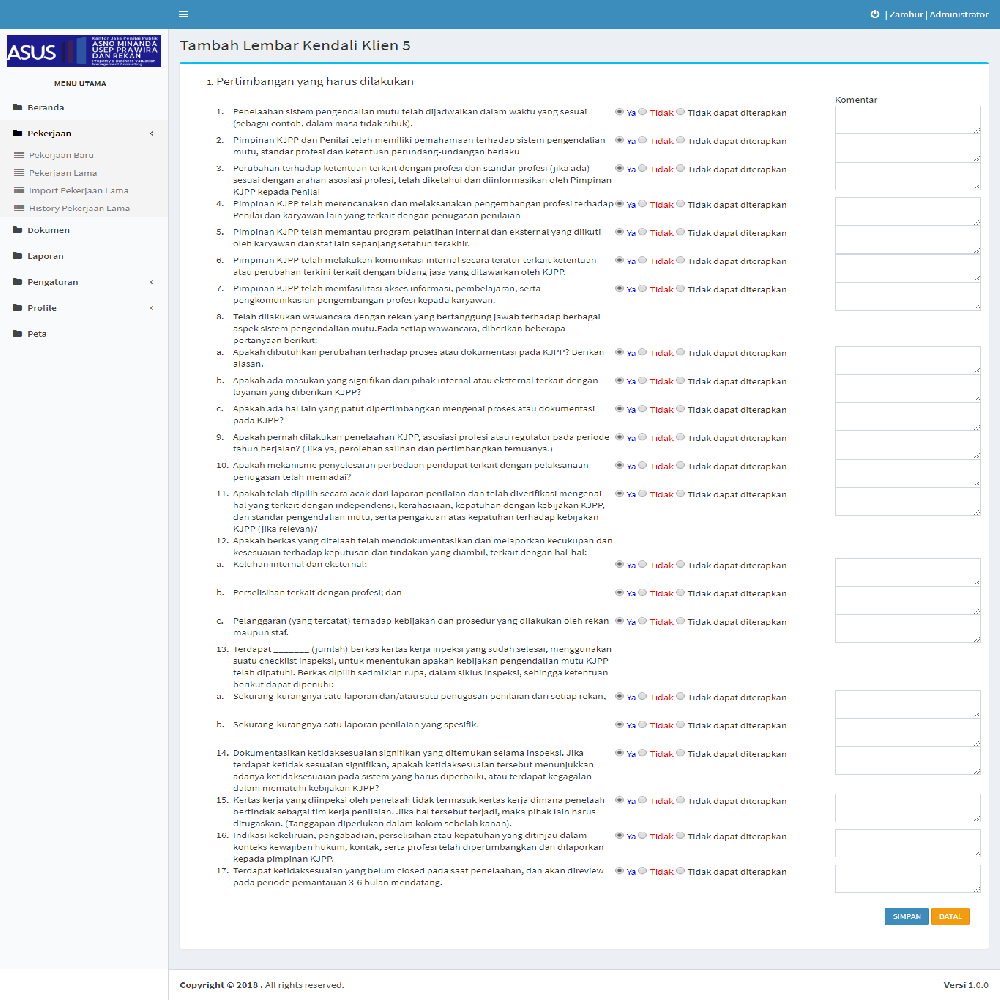 | Zambur | Administrator
ASUS
Kantor Jasa Penilai Publik
ASNO MINANDA
USEP PRAWIRA
DAN REKAN
MENU UTAMA
Beranda
Pekerjaan
Pekerjaan Baru
Pekerjaan Lama
Import Pekerjaan Lama
History Pekerjaan Lama
Dokumen
Laporan
Pengaturan
Profile
Peta
Tambah Lembar Kendali Klien 5
1. Pertimbangan yang harus dilakukan
Komentar
1. Penelaahan sistem pengendalian mutu telah dijadwalkan dalam waktu yang sesuai Ya Tidak Tidak dapat diterapkan
(sebagai contoh, dalam masa tidak sibuk).
2. Pimpinan KJPP dan Penilai telah memiliki pemahaman terhadap sistem pengendalian Ya Tidak Tidak dapat diterapkan
mutu, standar profesi dan ketentuan perundang-undangan berlaku
3. Perubahan terhadap ketentuan terkait dengan profesi dan standar profesi (jika ada) Ya Tidak Tidak dapat diterapkan
sesuai dengan arahan asosiasi profesi, telah diketahui dan diinformasikan oleh Pimpinan
KJPP kepada Penilai
4. Pimpinan KJPP telah merencanakan dan melaksanakan pengembangan profesi terhadap Ya Tidak Tidak dapat diterapkan
Penilai dan karyawan lain yang terkait dengan penugasan penilaian
5. Pimpinan KJPP telah memantau program pelatihan internal dan eksternal yang diikuti Ya Tidak Tidak dapat diterapkan
oleh karyawan dan staf lain sepanjang setahun terakhir.
6. Pimpinan KJPP telah melakukan komunikasi internal secara teratur terkait ketentuan Ya Tidak Tidak dapat diterapkan
atau perubahan terkini terkait dengan bidang jasa yang ditawarkan oleh KJPP.
7. Pimpinan KJPP telah memfasilitasi akses informasi, pembelajaran, serta Ya Tidak Tidak dapat diterapkan
pengkomunikasian pengembangan profesi kepada karyawan.
8. Telah dilakukan wawancara dengan rekan yang bertanggung jawab terhadap berbagai
aspek sistem pengendalian mutu.Pada setiap wawancara, diberikan beberapa
pertanyaan berikut:
a. Apakah dibutuhkan perubahan terhadap proses atau dokumentasi pada KJPP? Berikan Ya Tidak Tidak dapat diterapkan
alasan.
b. Apakah ada masukan yang signifikan dari pihak internal atau eksternal terkait dengan Ya Tidak Tidak dapat diterapkan
layanan yang diberikan KJPP?
c. Apakah ada hal lain yang patut dipertimbangkan mengenai proses atau dokumentasi Ya Tidak Tidak dapat diterapkan
pada KJPP?
9. Apakah pernah dilakukan penelaahan KJPP, asosiasi profesi atau regulator pada periode Ya Tidak Tidak dapat diterapkan
tahun berjalan? (Jika ya, perolehan salinan dan pertimbangkan temuanya.)
10. Apakah mekanisme penyelesaian perbedaan pendapat terkait dengan pelaksanaan Ya Tidak Tidak dapat diterapkan
penugasan telah memadai?
11. Apakah telah dipilih secara acak dari laporan penilaian dan telah diverifikasi mengenai Ya Tidak Tidak dapat diterapkan
hal yang terkait dengan independensi, kerahasiaan, kepatuhan dengan kebijakan KJPP,
dan standar pengendalian mutu, serta pengakuan atas kepatuhan terhadap kebijakan
KJPP (jika relevan)?
12. Apakah berkas yang ditelaah telah mendokumentasikan dan melaporkan kecukupan dan
kesesuaian terhadap keputusan dan tindakan yang diambil, terkait dengan hal-hal:
a. Keluhan internal dan eksternal; Ya Tidak Tidak dapat diterapkan
b. Perselisihan terkait dengan profesi; dan Ya Tidak Tidak dapat diterapkan
c. Pelanggaran (yang tercatat) terhadap kebijakan dan prosedur yang dilakukan oleh rekan Ya Tidak Tidak dapat diterapkan
maupun staf.
13. Terdapat _______ (jumlah) berkas kertas kerja inpeksi yang sudah selesai, menggunakan
suatu checklist inspeksi, untuk menentukan apakah kebijakan pengendalian mutu KJPP
telah dipatuhi. Berkas dipilih sedmikian rupa, dalam siklus inspeksi, sehingga ketentuan
berikut dapat dipenuhi:
a. Sekurang-kurangnya satu laporan dan/atau satu penugasan penilaian dari setiap rekan, Ya Tidak Tidak dapat diterapkan
b. Sekurang-kurangnya satu laporan penilaian yang spesifik. Ya Tidak Tidak dapat diterapkan
14. Dokumentasikan ketidaksesuaian signifikan yang ditemukan selama inspeksi. Jika Ya Tidak Tidak dapat diterapkan
terdapat ketidak sesuaian signifikan, apakah ketidaksesuaian tersebut menunjukkan
adanya ketidaksesuaian pada sistem yang harus diperbaiki, atau terdapat kegagalan
dalam mematuhi kebijakan KJPP?
15. Kertas kerja yang diinpeksi oleh penelaah tidak termasuk kertas kerja dimana penelaah Ya Tidak Tidak dapat diterapkan
bertindak sebagai tim kerja penilaian. Jika hal tersebut terjadi, maka pihak lain harus
ditugaskan. (Tanggapan diperlukan dalam kolom sebelah kanan).
16. Indikasi kekeliruan, pengabadian, perselisihan atau kepatuhan yang ditinjau dalam Ya Tidak Tidak dapat diterapkan
konteks kewajiban hukum, kontak, serta profesi telah dipertimbangkan dan dilaporkan
kepada pimpinan KJPP.
17. Terdapat ketidaksesuaian yang belum closed pada saat penelaahan, dan akan direview Ya Tidak Tidak dapat diterapkan
pada periode pemantauan 3-6 bulan mendatang.
SIMPAN BATAL
Copyright © 2018 . All rights reserved.
Versi 1.0.0